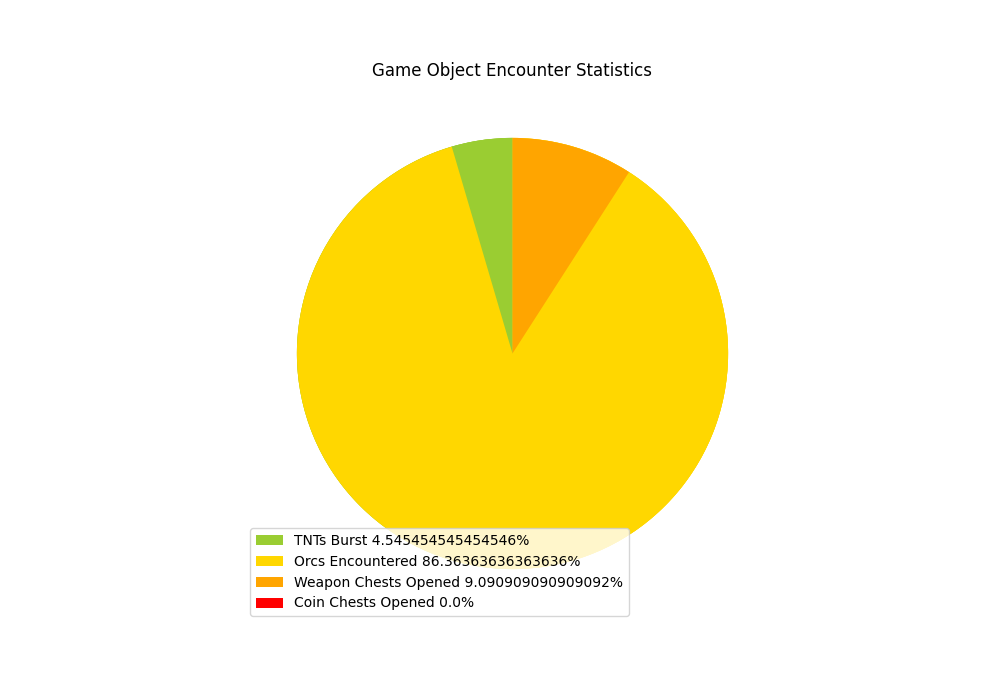 Game Object Encounter Statistics
TNTs Burst 4.545454545454546%
Orcs Encountered 86.36363636363636%
Weapon Chests Opened 9.090909090909092%
Coin Chests Opened 0.0%